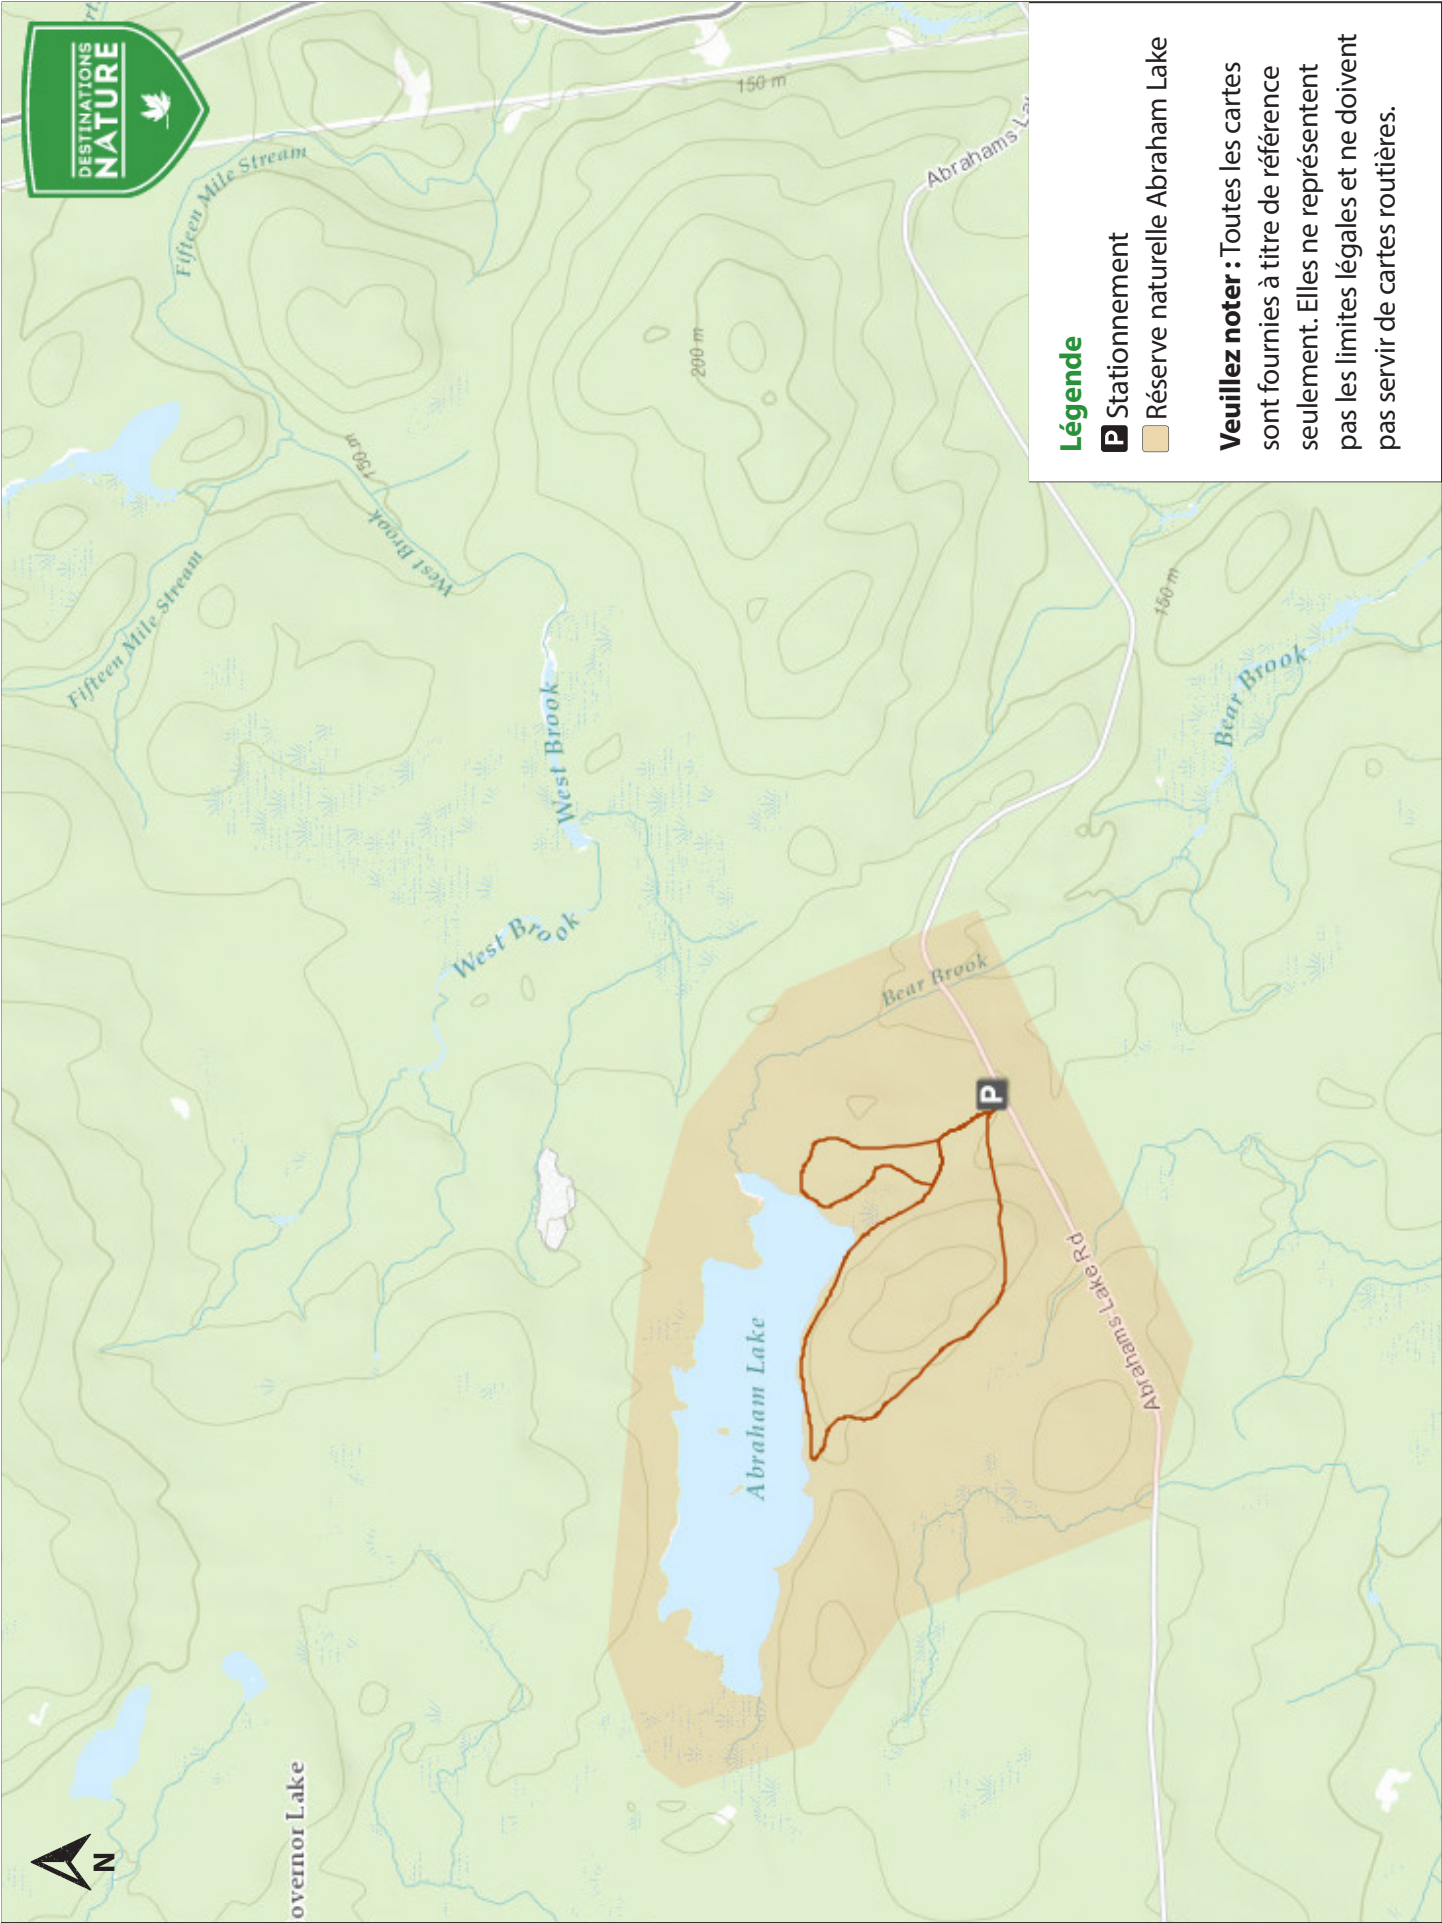 DESTINATIONS
NATURE
N
overnor Lake
Fifteen Mile Stream
Fifteen Mile Stream
West Brook
West Brook
West Brook
150 m
150 m
200 m
150 m
Abraham Lake
Bear Brook
Bear Brook
P
Abrahams Lake Rd
Abrahams La
Légende
P Stationnement
Réserve naturelle Abraham Lake
Veuillez noter : Toutes les cartes
sont fournies à titre de référence
seulement. Elles ne représentent
pas les limites légales et ne doivent
pas servir de cartes routières.